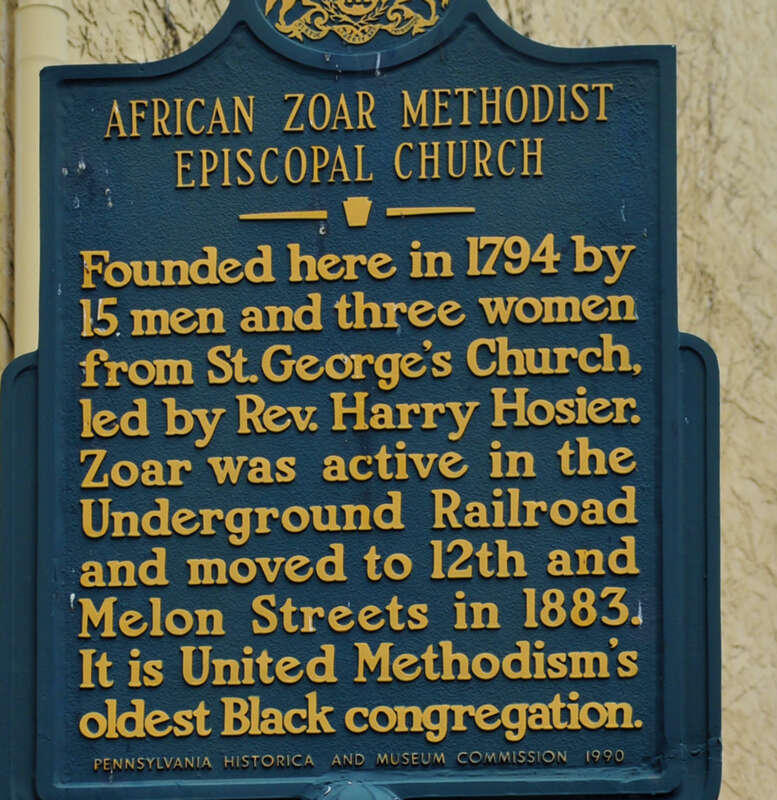 AFRICAN ZOAR METHODIST
EPISCOPAL CHURCH
Founded here in 1794 by
15 men and three women
from St. George's Church,
led by Rev. Harry Hosier.
Zoar was active in the
Underground Railroad
and moved to 12th and
Melon Streets in 1883.
It is United Methodism's
oldest Black congregation.
PENNSYLVANIA HISTORICA AND MUSEUM COMMISSION 1990